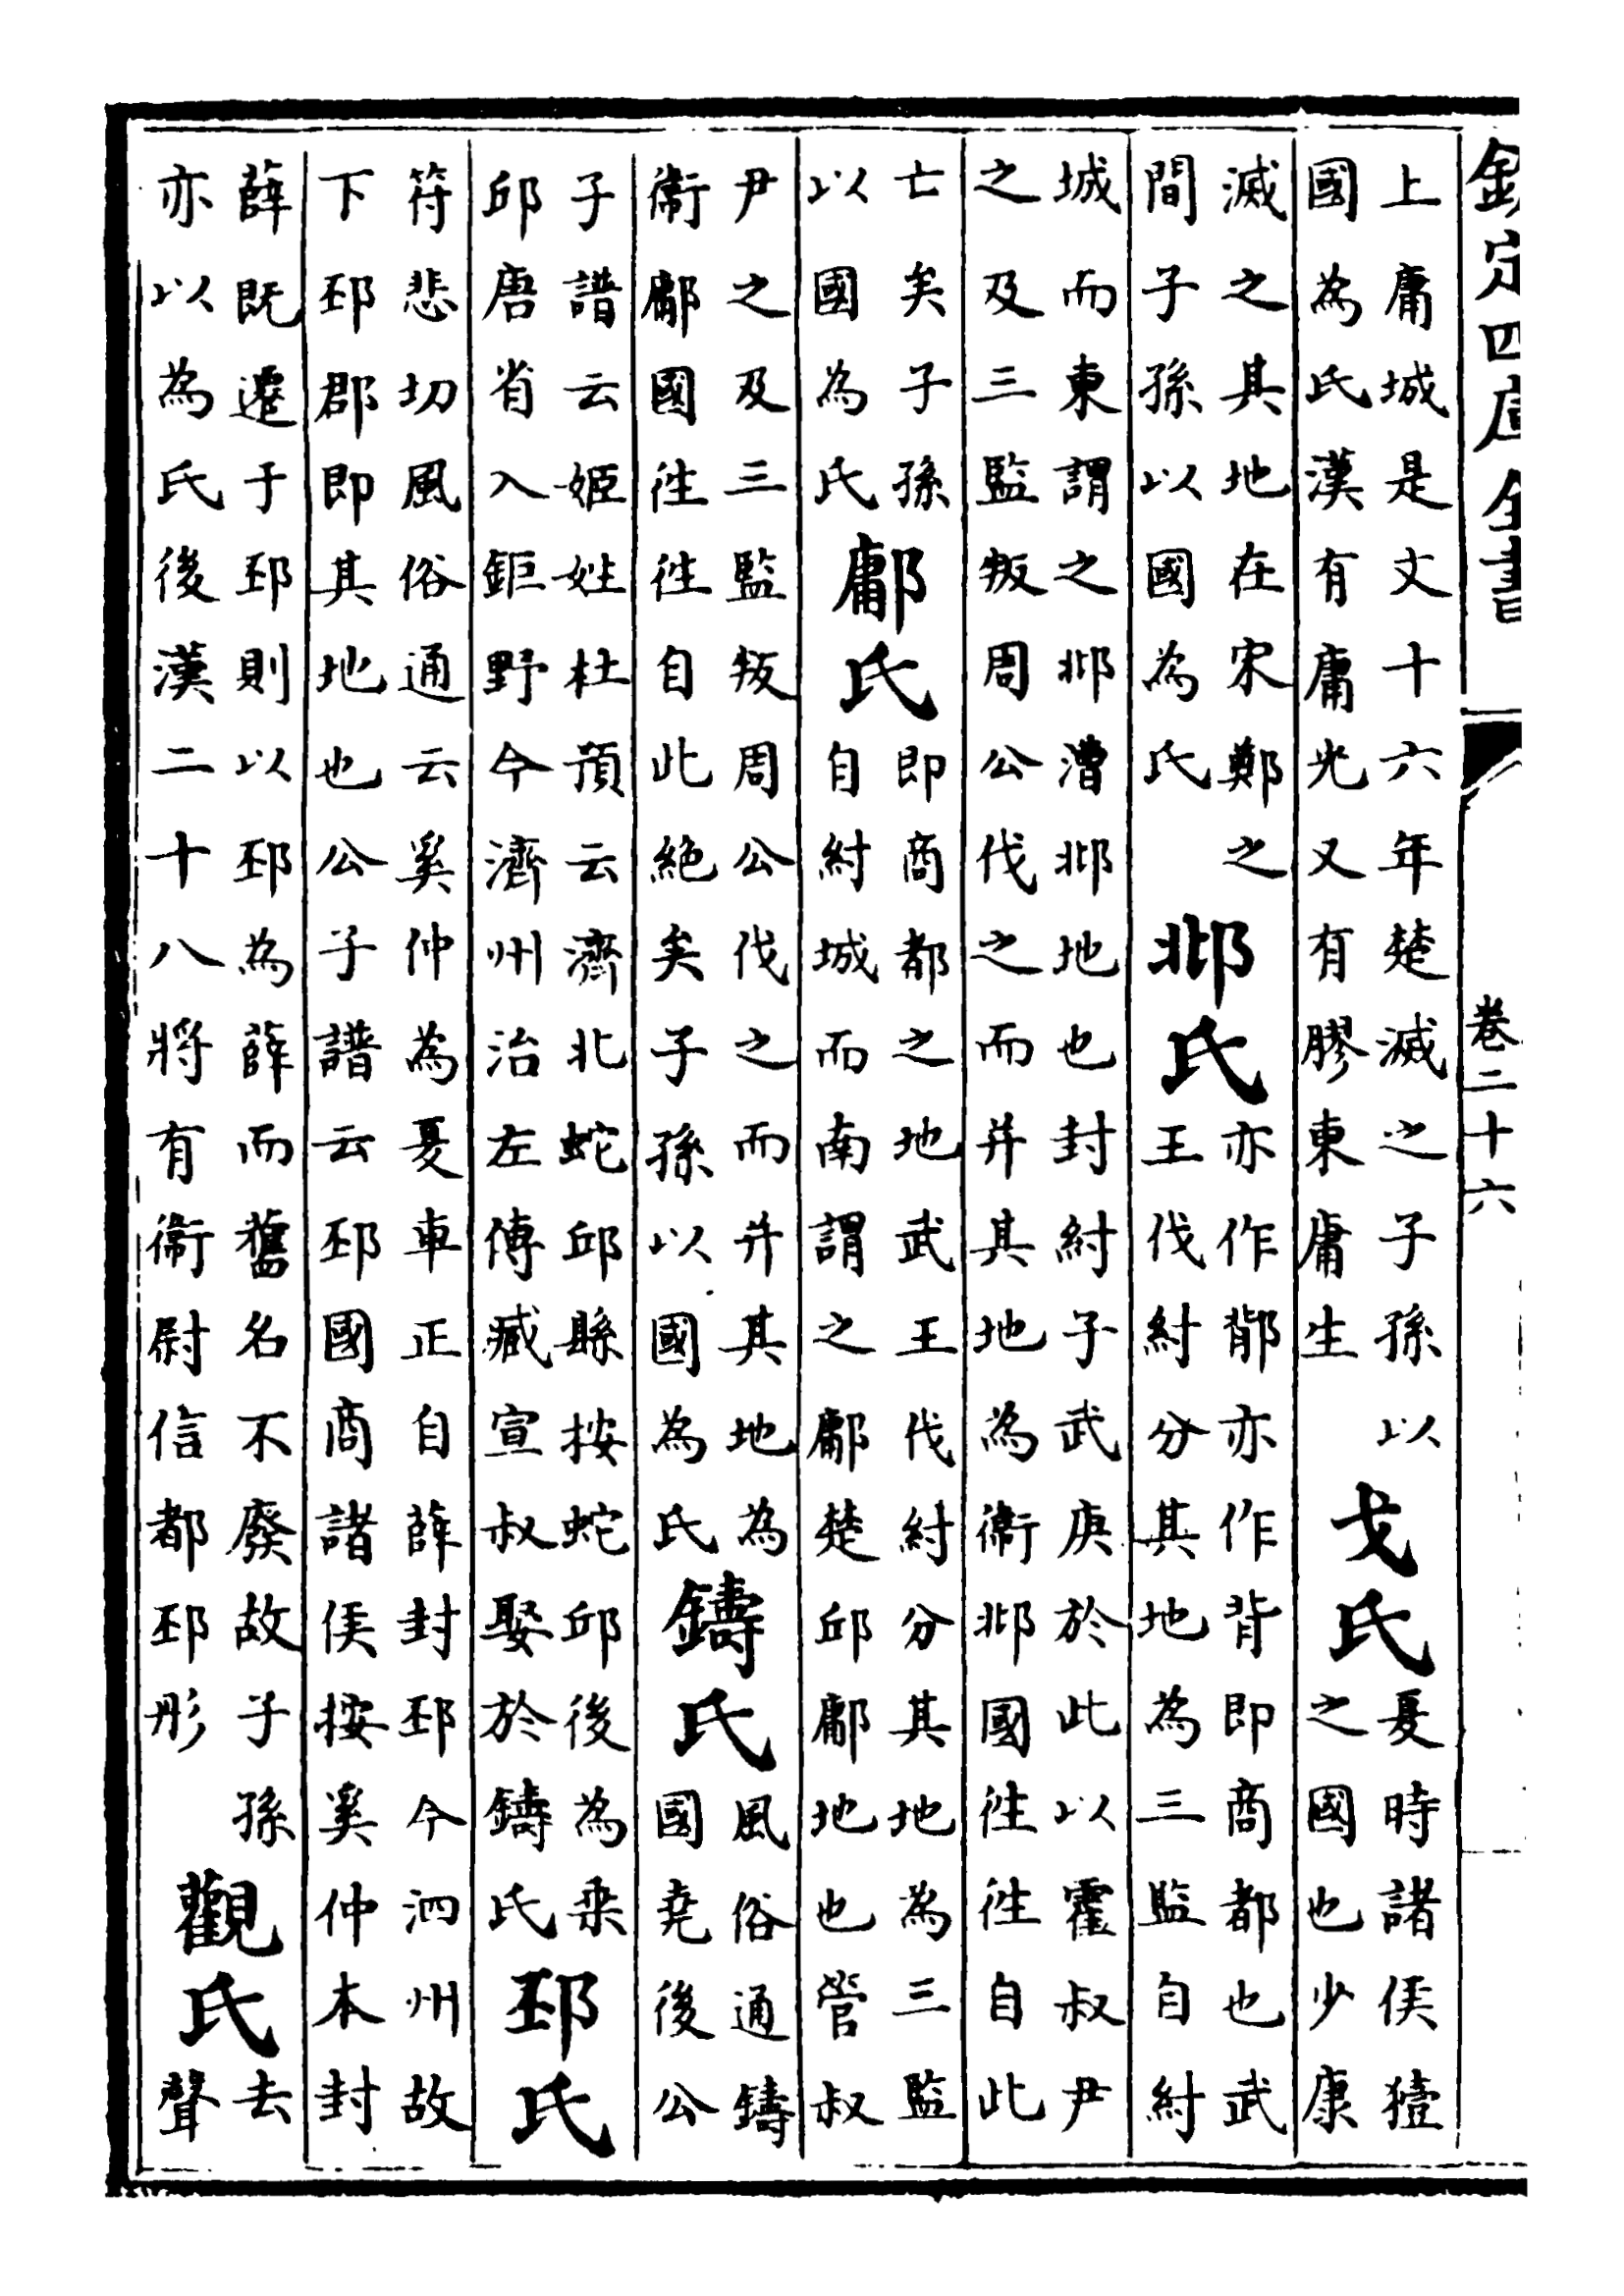 欽定四庫全書
卷二十六
上庸城是文十六年楚滅之子孫以
國為氏漢有庸光又有膠東庸生
戈氏
夏時諸侯豷
之國也少康
滅之其地在宋鄭之
間子孫以國為氏
邶氏
亦作鄁亦作背即商都也武
王伐紂分其地為三監自紂
城而東謂之邶漕邶地也封紂子武庚於此以霍叔尹
之及三監叛周公伐之而并其地為衞邶國往往自此
亡矣子孫
以國為氏
鄘氏
即商都之地武王伐紂分其地為三監
自紂城而南謂之鄘楚邱鄘地也管叔
尹之及三監叛周公伐之而并其地為
衞鄘國往往自此絶矣子孫以國為氏
鑄氏
風俗通鑄
國堯後公
子譜云姬姓杜預云濟北蛇邱縣按蛇邱後為乘
邱唐省入鉅野今濟州治左傳臧宣叔娶於鑄氏
邳氏
符悲切風俗通云奚仲為夏車正自薛封邳今泗州故
下邳郡即其地也公子譜云邳國商諸侯按奚仲本封
薛既遷于邳則以邳為薛而舊名不廢故子孫
亦以為氏後漢二十八將有衞尉信都邳彤
觀氏
去
聲